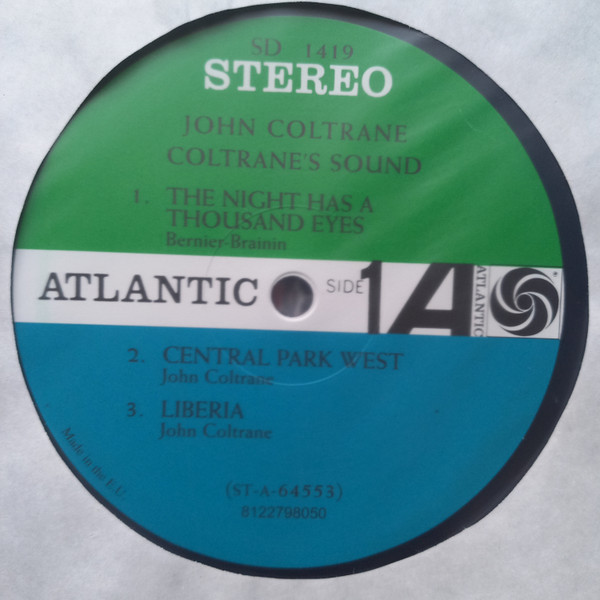 SD 1419
STEREO
JOHN COLTRANE
COLTRANE'S SOUND
1. THE NIGHT HAS A
THOUSAND EYES
Bernier-Brainin
ATLANTIC SIDE 1 A ATLANTIC
2. CENTRAL PARK WEST
John Coltrane
3. LIBERIA
John Coltrane
Made in the E.U.
(ST-A-64553)
8122798050